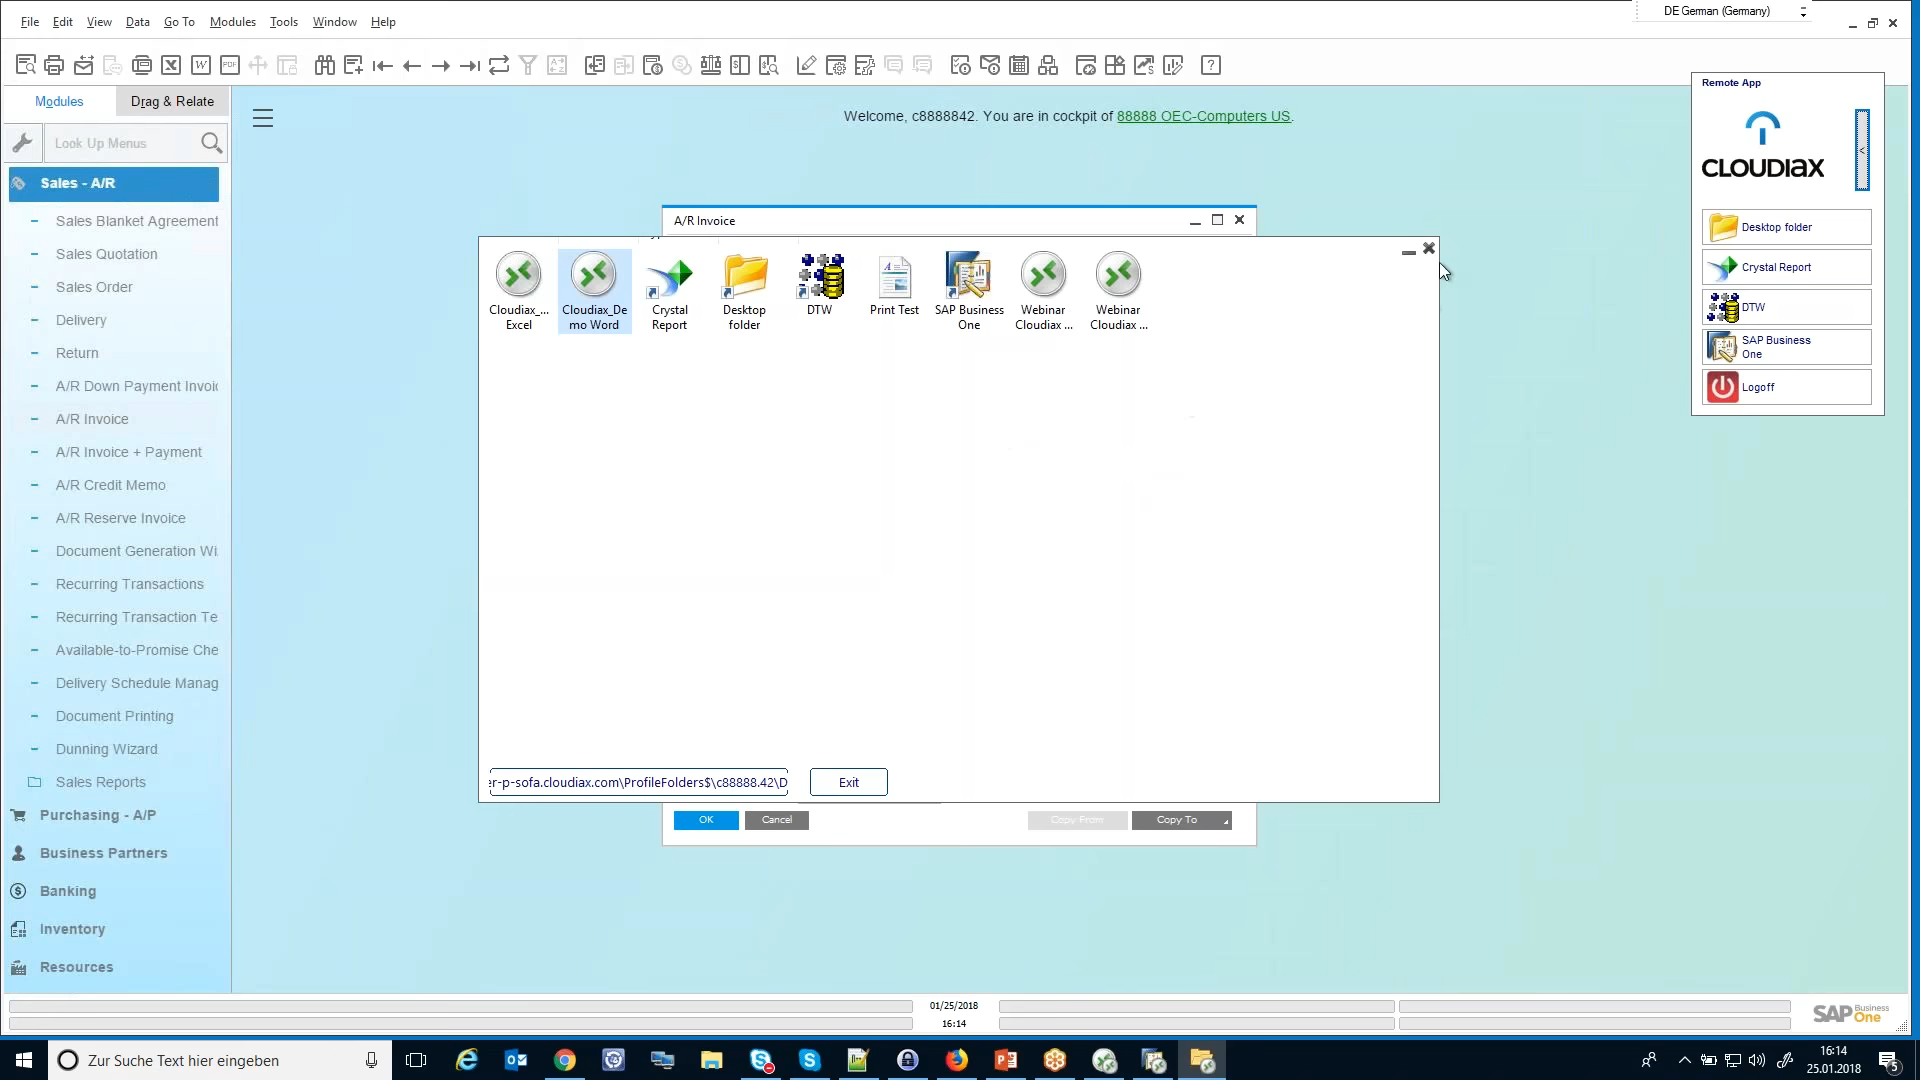 File Edit View Data Go To Modules Tools Window Help
DE German (Germany)
Modules
Drag & Relate
Look Up Menus
Welcome, c8888842. You are in cockpit of 88888 OEC-Computers US.
Remote App
CLOUDIAX
<
Desktop folder
Crystal Report
DTW
SAP Business
One
Logoff
Sales - A/R
Sales Blanket Agreement
Sales Quotation
Sales Order
Delivery
Return
A/R Down Payment Invoic
A/R Invoice
A/R Invoice + Payment
A/R Credit Memo
A/R Reserve Invoice
Document Generation Wi
Recurring Transactions
Recurring Transaction Te
Available-to-Promise Che
Delivery Schedule Manag
Document Printing
Dunning Wizard
Sales Reports
Purchasing - A/P
Business Partners
Banking
Inventory
Resources
A/R Invoice
Cloudiax_...
Excel
Cloudiax_De
mo Word
Crystal
Report
Desktop
folder
DTW
Print Test
SAP Business
One
Webinar
Cloudiax ...
Webinar
Cloudiax ...
er-p-sofa.cloudiax.com\ProfileFolders$\c88888.42\D
Exit
OK
Cancel
Copy From
Copy To
01/25/2018
16:14
SAP Business One
Zur Suche Text hier eingeben
16:14
25.01.2018
5